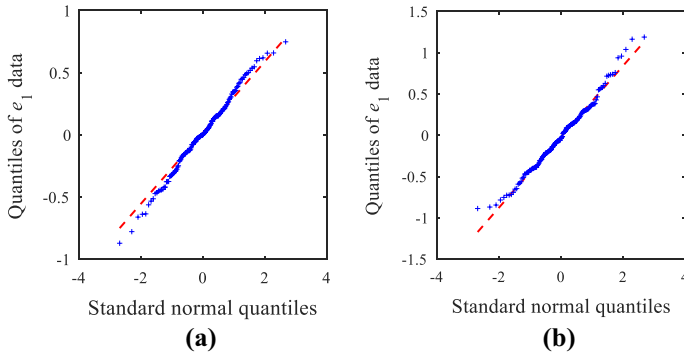 1
0.5
0
-0.5
-1
-4 -2 0 2 4
Quantiles of e1 data
Standard normal quantiles
(a)
1.5
1
0.5
0
-0.5
-1
-1.5
-4 -2 0 2 4
Quantiles of e1 data
Standard normal quantiles
(b)